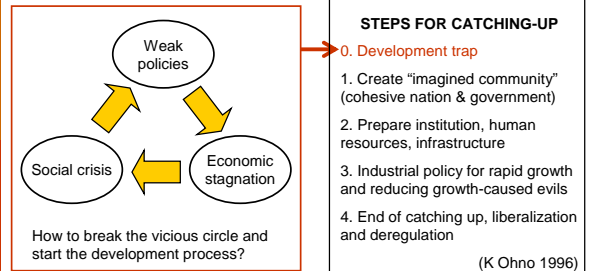 Weak
policies
Social crisis
Economic
stagnation
How to break the vicious circle and
start the development process?
STEPS FOR CATCHING-UP
0. Development trap
1. Create “imagined community”
(cohesive nation & government)
2. Prepare institution, human
resources, infrastructure
3. Industrial policy for rapid growth
and reducing growth-caused evils
4. End of catching up, liberalization
and deregulation
(K Ohno 1996)